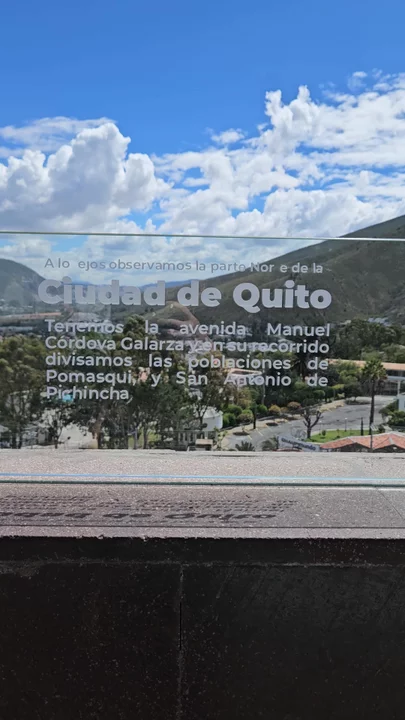 A lo ejos observamos la parte Nor e de la
Ciudad de Quito
Tenemos la avenida Manuel
Córdova Galarza y en su recorrido
divisamos las poblaciones de
Pomasqui y San Antonio de
Pichincha